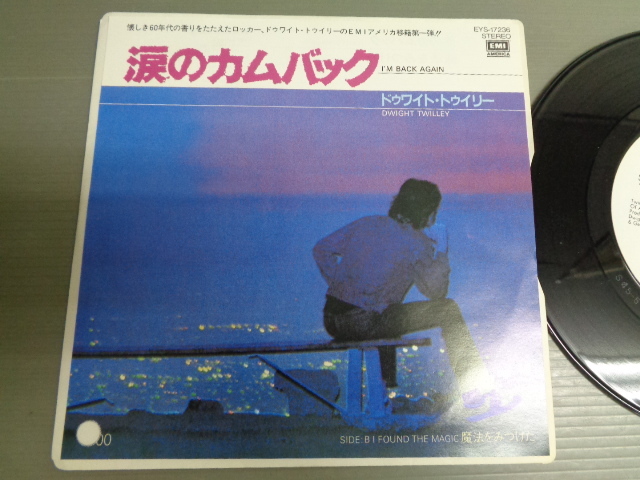 懐しき60年代の香りをたたえたロッカー、ドゥワイト・トゥイリーのEMIアメリカ移籍第一弾!!
EYS-17236
STEREO
EMI
AMERICA
涙のカムバック
I'M BACK AGAIN
ドゥワイト・トゥイリー
DWIGHT TWILLEY
SIDE: B I FOUND THE MAGIC 魔法をみつけた
00